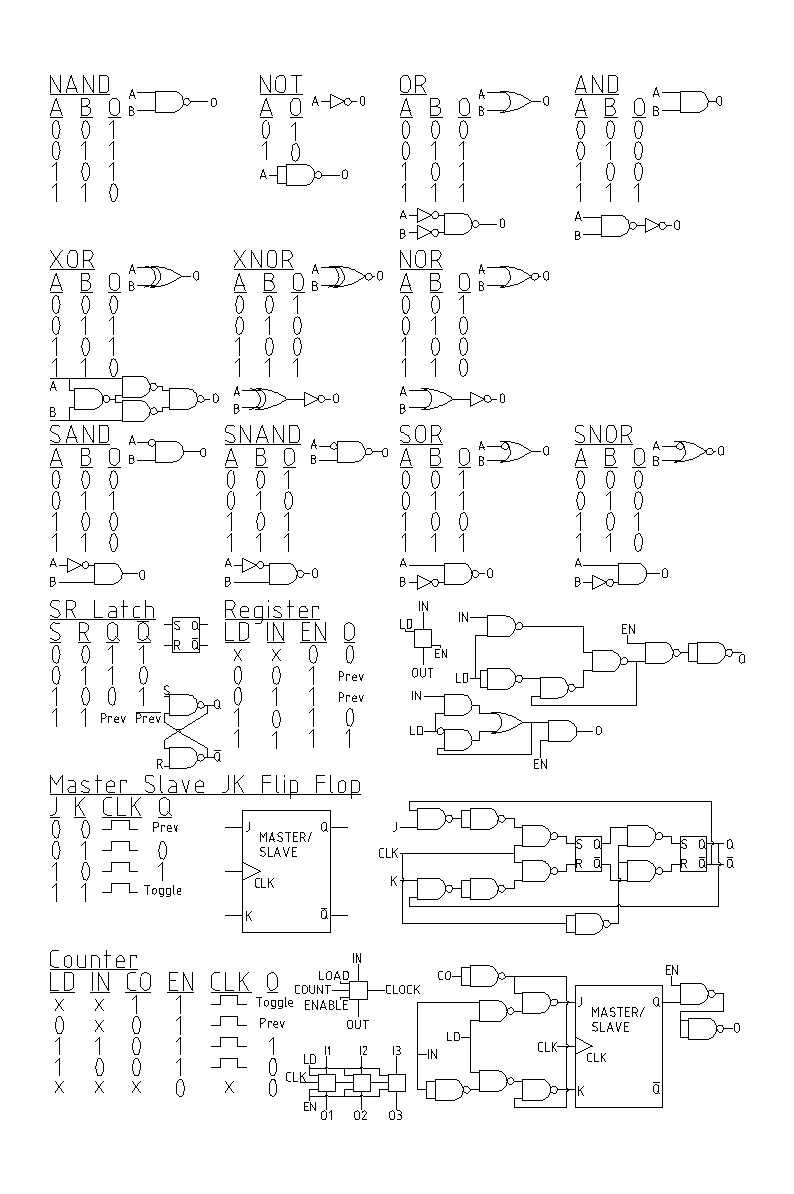 NAND
A B O
0 0 1
0 1 1
1 0 1
1 1 0
A
B
O
NOT
A O
0 1
1 0
A O
A O
OR
A B O
0 0 0
0 1 1
1 0 1
1 1 1
A
B
O
A
B
O
AND
A B O
0 0 0
0 1 0
1 0 0
1 1 1
A
B
O
A
B
O
XOR
A B O
0 0 0
0 1 1
1 0 1
1 1 0
A
B
O
A
B
O
XNOR
A B O
0 0 1
0 1 0
1 0 0
1 1 1
A
B
O
A
B
O
NOR
A B O
0 0 1
0 1 0
1 0 0
1 1 0
A
B
O
A
B
O
SAND
A B O
0 0 0
0 1 1
1 0 0
1 1 0
A
B
O
A
B
O
SNAND
A B O
0 0 1
0 1 0
1 0 1
1 1 1
A
B
O
A
B
O
SOR
A B O
0 0 1
0 1 1
1 0 0
1 1 1
A
B
O
A
B
O
SNOR
A B O
0 0 0
0 1 0
1 0 1
1 1 0
A
B
O
A
B
O
SR Latch
S R Q Q̅
0 0 1 1
0 1 1 0
1 0 0 1
1 1 Prev Prev
S Q
R Q̅
S
Q
R
Q̅
Register
LD IN EN O
x x 0 0
0 0 1 Prev
0 1 1 Prev
1 0 1 0
1 1 1 1
IN
LD
EN
OUT
IN
LD
EN
O
IN
LD
EN
O
Master Slave JK Flip Flop
J K CLK Q
0 0 Prev
0 1 0
1 0 1
1 1 Toggle
J Q
MASTER/
SLAVE
CLK
K Q̅
J
CLK
K
S Q
R Q̅
S Q Q
R Q̅ Q̅
Counter
LD IN CO EN CLK O
x x 1 1 Toggle
0 x 0 1 Prev
1 1 0 1 1
1 0 0 1 0
x x x 0 x 0
IN
LOAD
COUNT
CLOCK
ENABLE
OUT
I1 I2 I3
LD
CLK
EN
O1 O2 O3
CO
LD
IN
CLK
J Q
MASTER/
SLAVE
CLK
K Q̅
EN
O